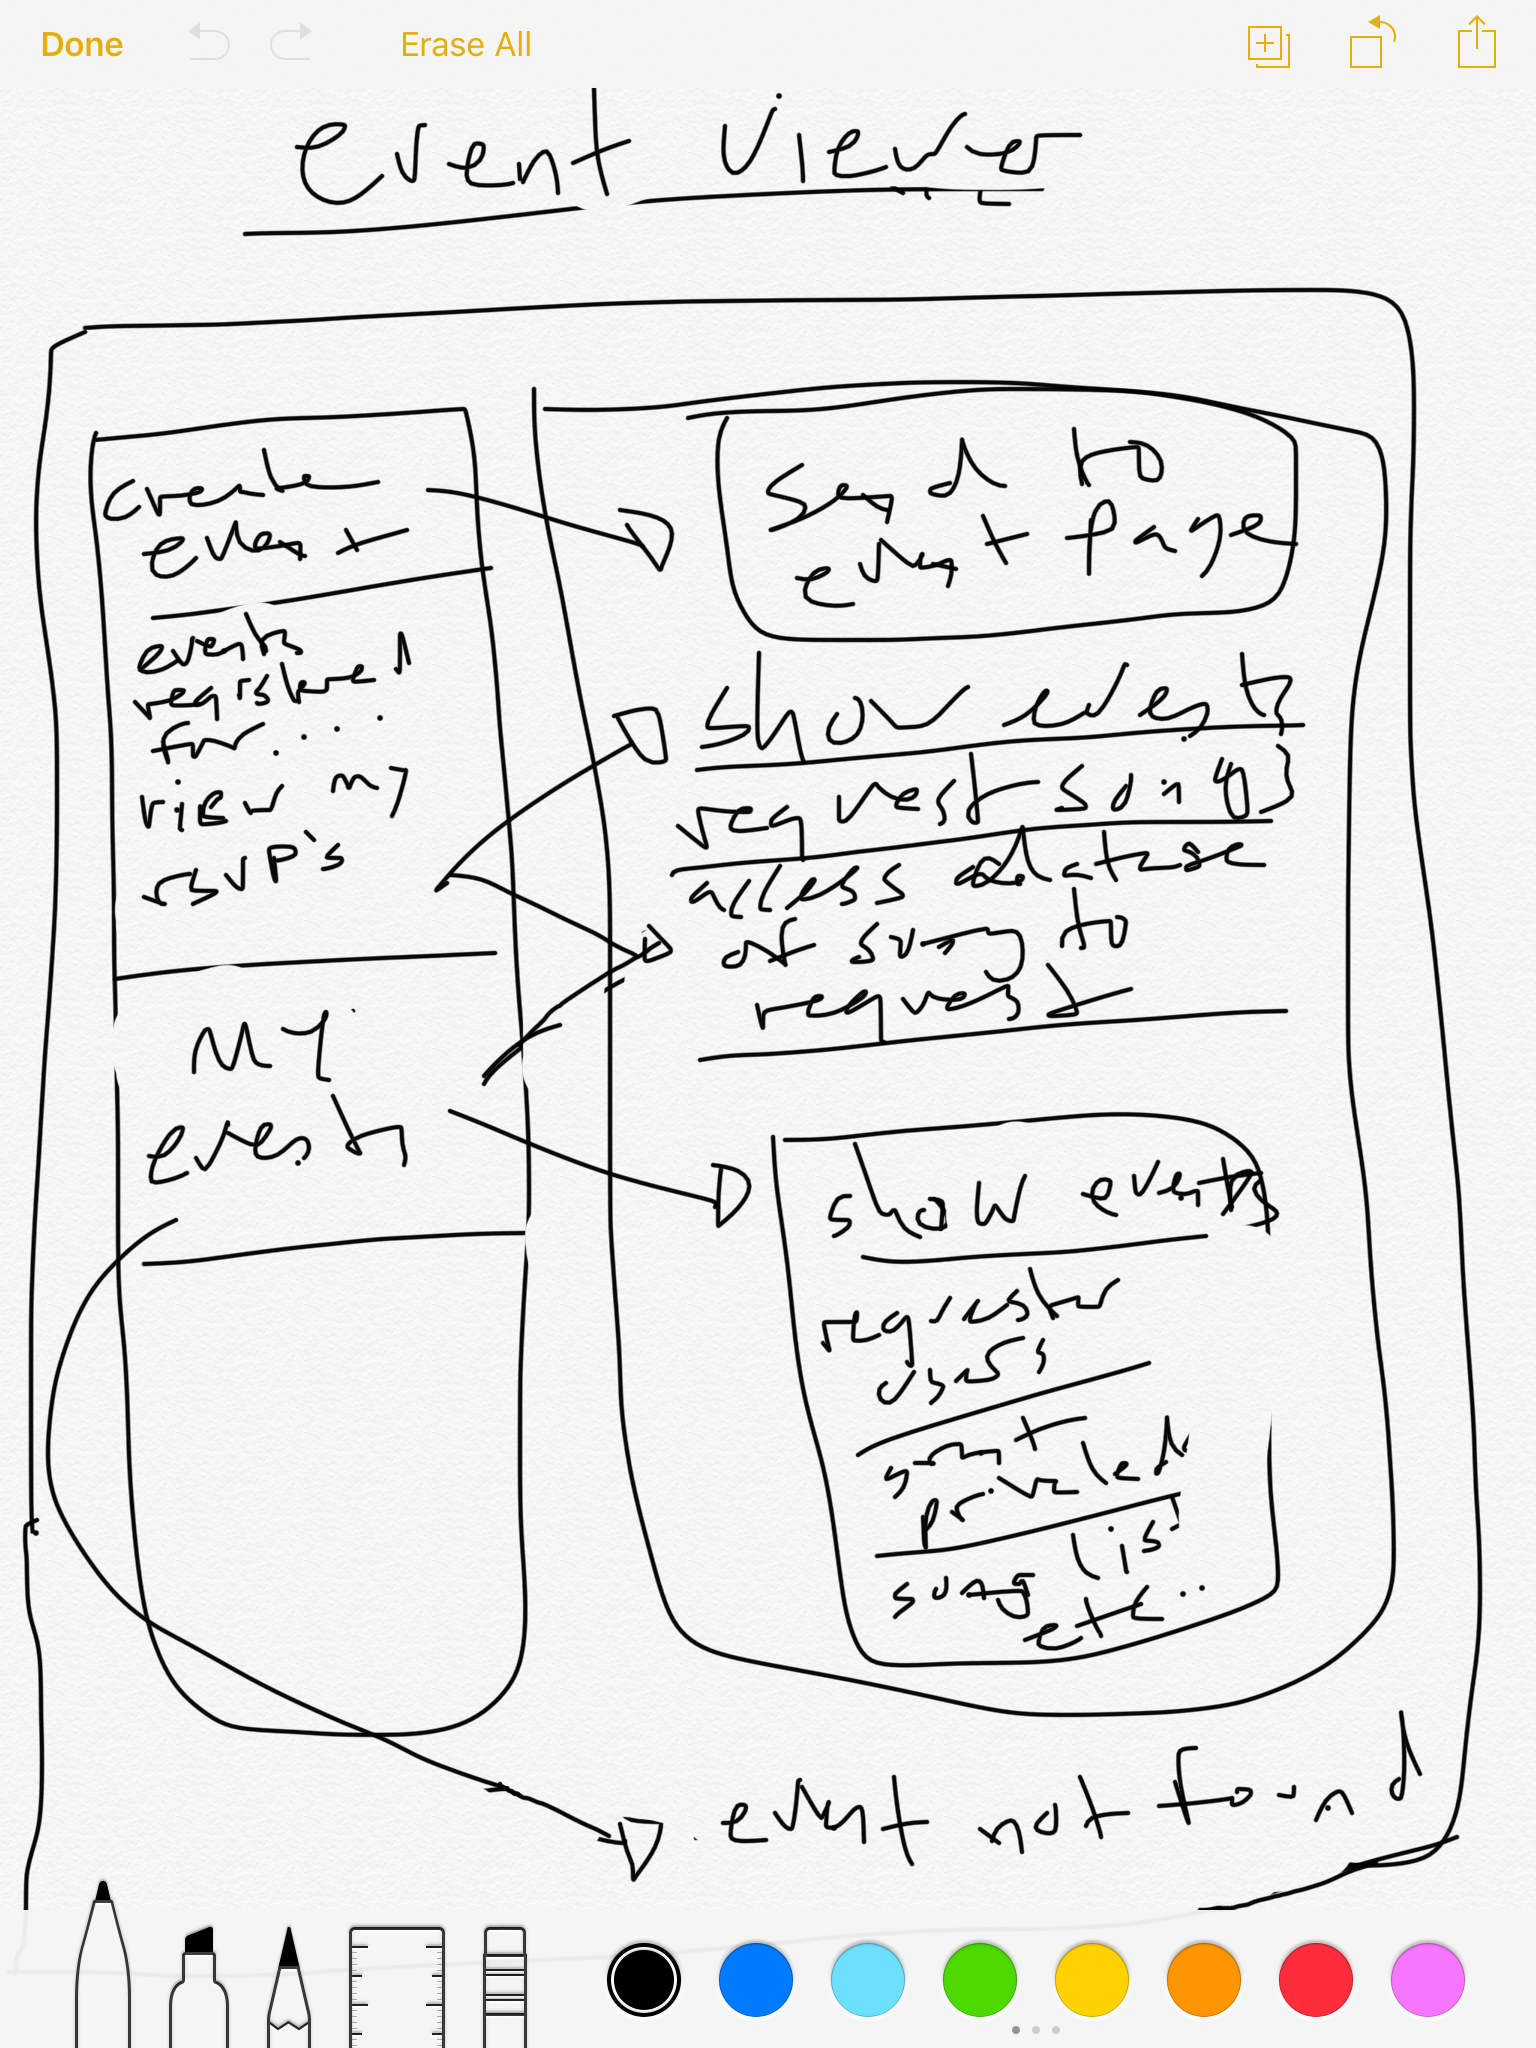 Done
Erase All
event viewer
create
event
events
registered
for....
view my
rsvp's
My
events
send to
event page
show events
request songs
access database
of song to
request
show events
register
users
song list
etc..
event not found